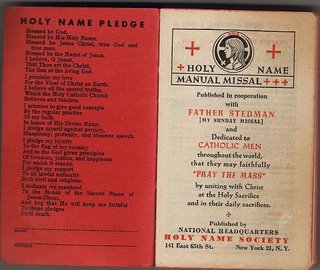 HOLY NAME PLEDGE
Blessed be God.
Blessed be His Holy Name.
Blessed be Jesus Christ, true God and
true man.
Blessed be the Name of Jesus.
I believe, O Jesus,
That Thou art the Christ,
The Son of the living God.
I proclaim my love
For the Vicar of Christ on Earth.
I believe all the sacred truths,
Which the Holy Catholic Church
Believes and teaches.
I promise to give good example
By the regular practice
Of my faith.
In honor of His Divine Name,
I pledge myself against perjury,
Blasphemy, profanity, and obscene speech.
I pledge my loyalty
To the flag of my country
And to the God given principles
Of freedom, justice, and happiness
For which it stands.
I pledge my support
To all lawful authority
Both civil and religious.
I dedicate my manhood
To the Honor of the Sacred Name of
Jesus Christ,
And beg that He will keep me faithful
To these pledges
Until death.
NAME
ADDRESS
HOLY NAME
MANUAL MISSAL
Published in cooperation
with
FATHER STEDMAN
[MY SUNDAY MISSAL]
and
Dedicated to
CATHOLIC MEN
throughout the world,
that they may faithfully
"PRAY THE MASS"
by uniting with Christ
at the Holy Sacrifice
and in their daily sacrifices.
Published by
NATIONAL HEADQUARTERS
HOLY NAME SOCIETY
141 East 65th St. New York 21, N. Y.